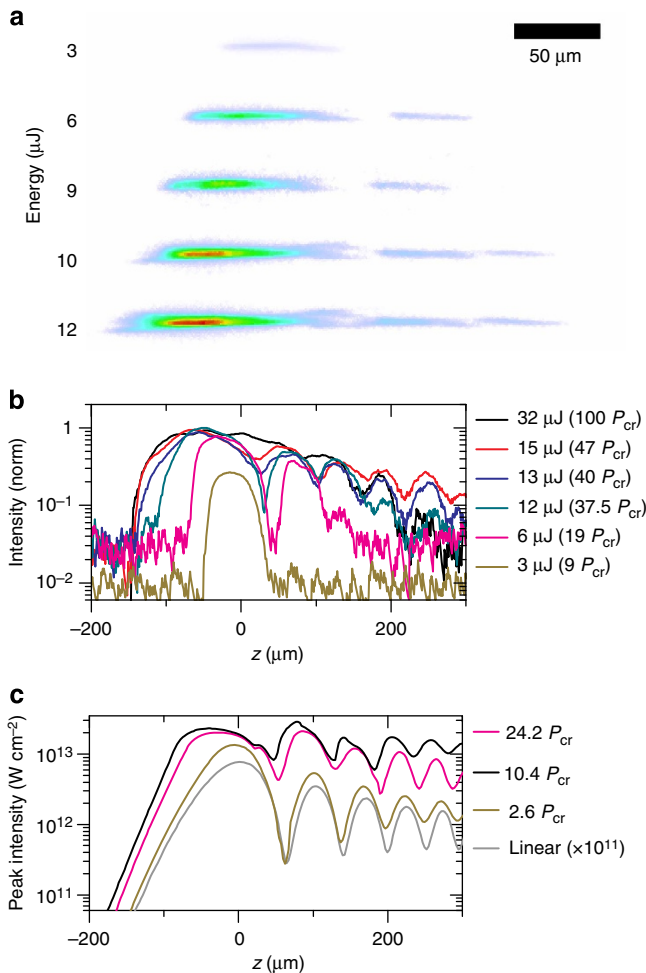 a
3
50 μm
6
9
10
12
Energy (μJ)
b
Intensity (norm)
1
10⁻¹
10⁻²
−200 0 200
z (μm)
32 μJ (100 Pcr)
15 μJ (47 Pcr)
13 μJ (40 Pcr)
12 μJ (37.5 Pcr)
6 μJ (19 Pcr)
3 μJ (9 Pcr)
c
Peak intensity (W cm⁻²)
10¹³
10¹²
10¹¹
−200 0 200
z (μm)
24.2 Pcr
10.4 Pcr
2.6 Pcr
Linear (×10¹¹)